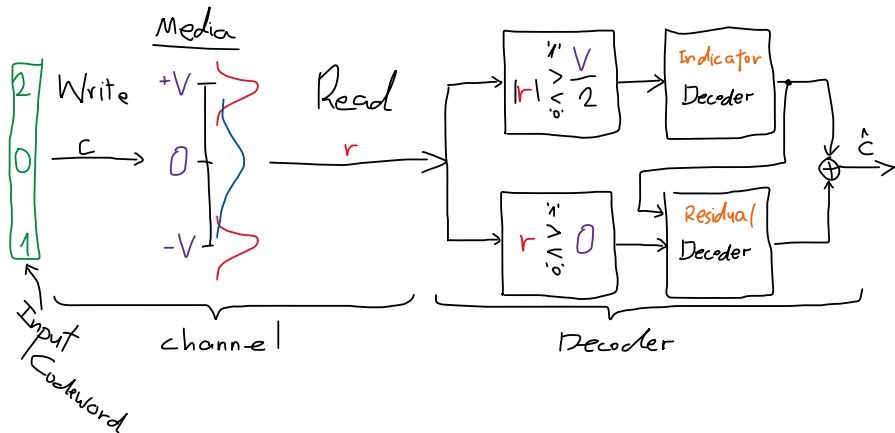 Media
2
0
1
Write
c
+V
0
-V
Read
r
'1'
|r| > V/2
<
'0'
Indicator
Decoder
'1'
r > 0
<
'0'
Residual
Decoder
+
ĉ
Input
Codeword
channel
Decoder